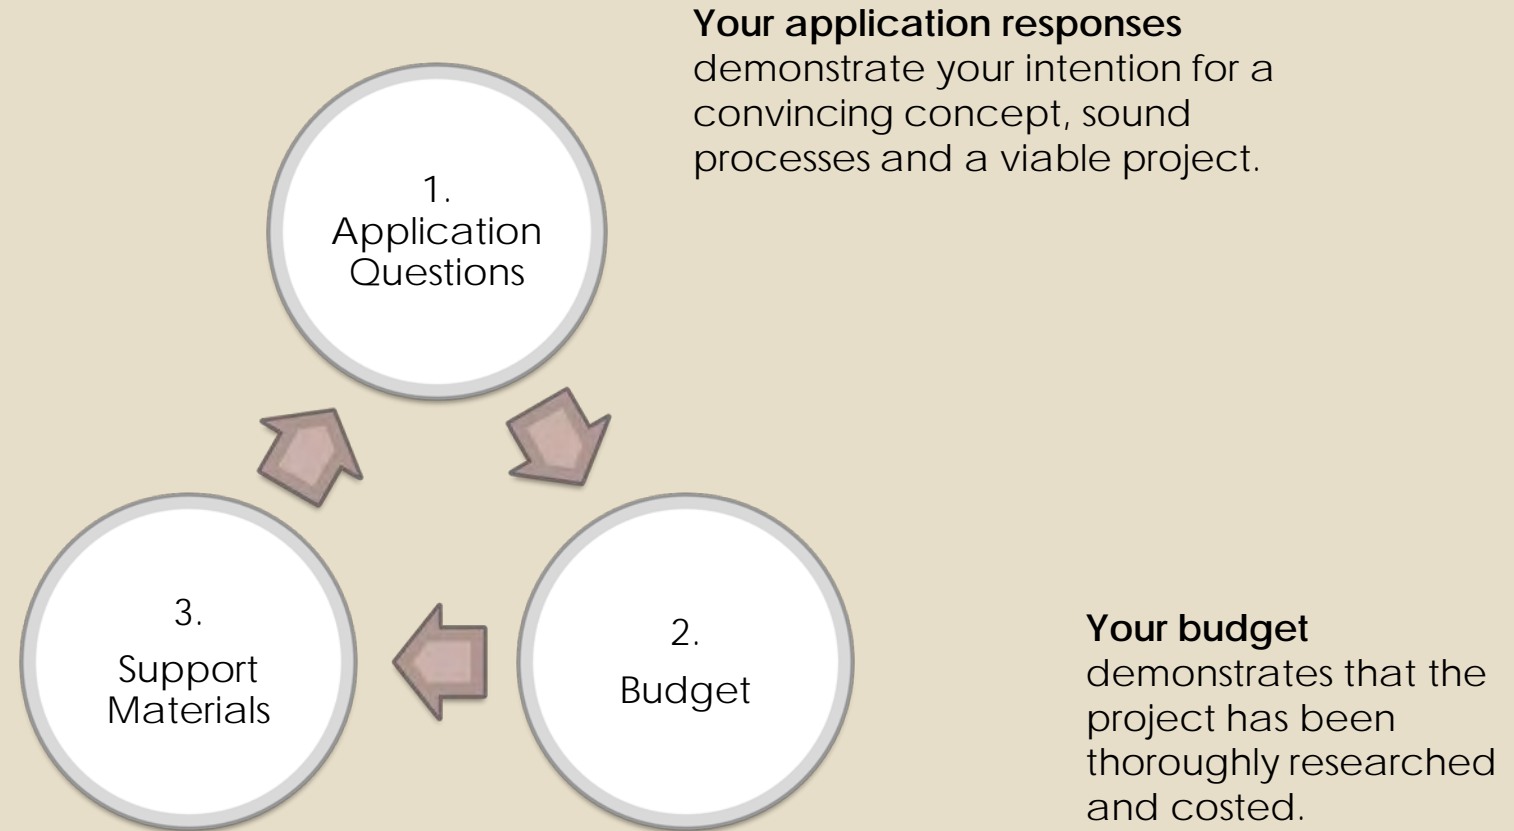 Your application responses
demonstrate your intention for a
convincing concept, sound
processes and a viable project.
1.
Application
Questions
3.
Support
Materials
2.
Budget
Your budget
demonstrates that the
project has been
thoroughly researched
and costed.